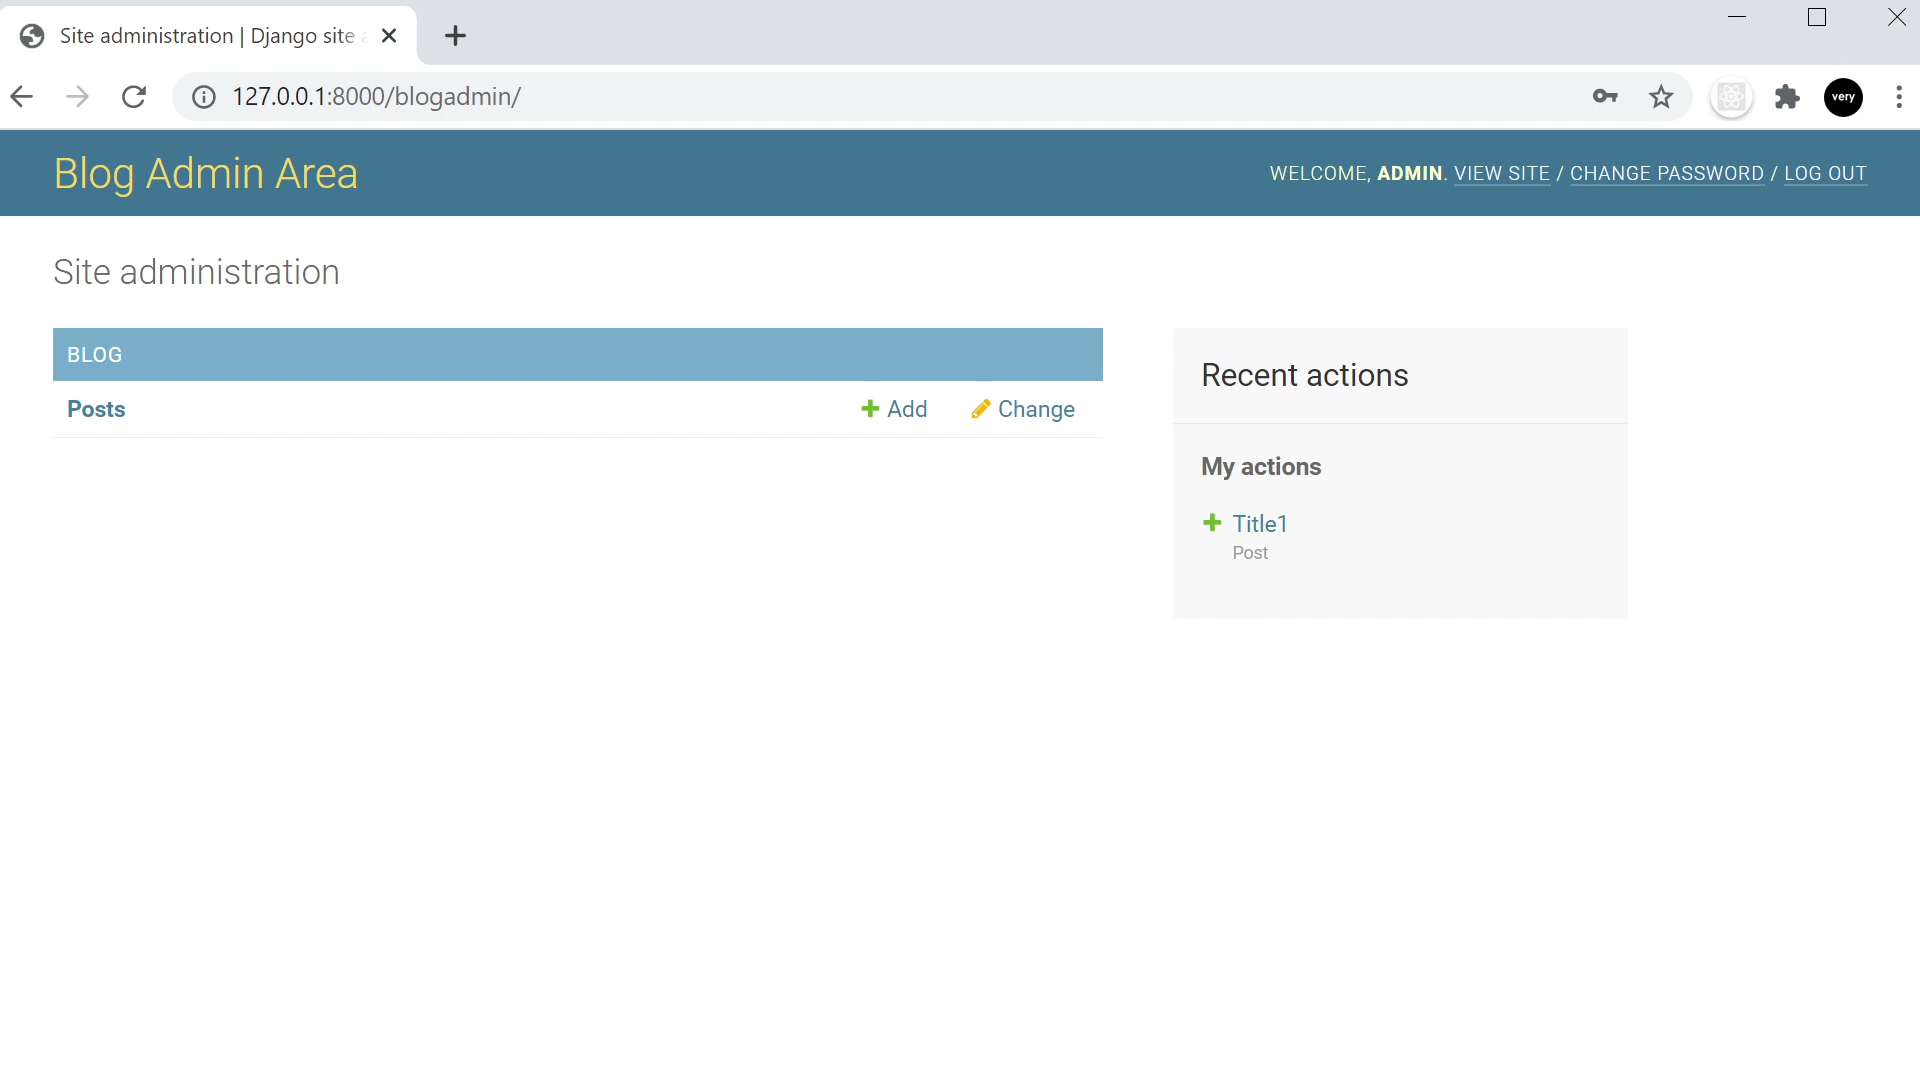 Site administration | Django site
127.0.0.1:8000/blogadmin/
very
Blog Admin Area
WELCOME, ADMIN. VIEW SITE / CHANGE PASSWORD / LOG OUT
Site administration
BLOG
Posts Add Change
Recent actions
My actions
Title1
Post